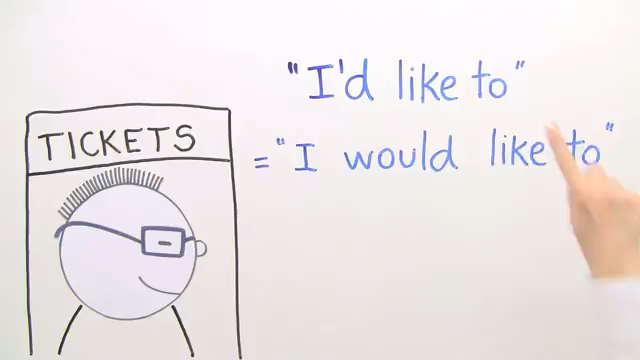 "I'd like to"
TICKETS
= "I would like to"